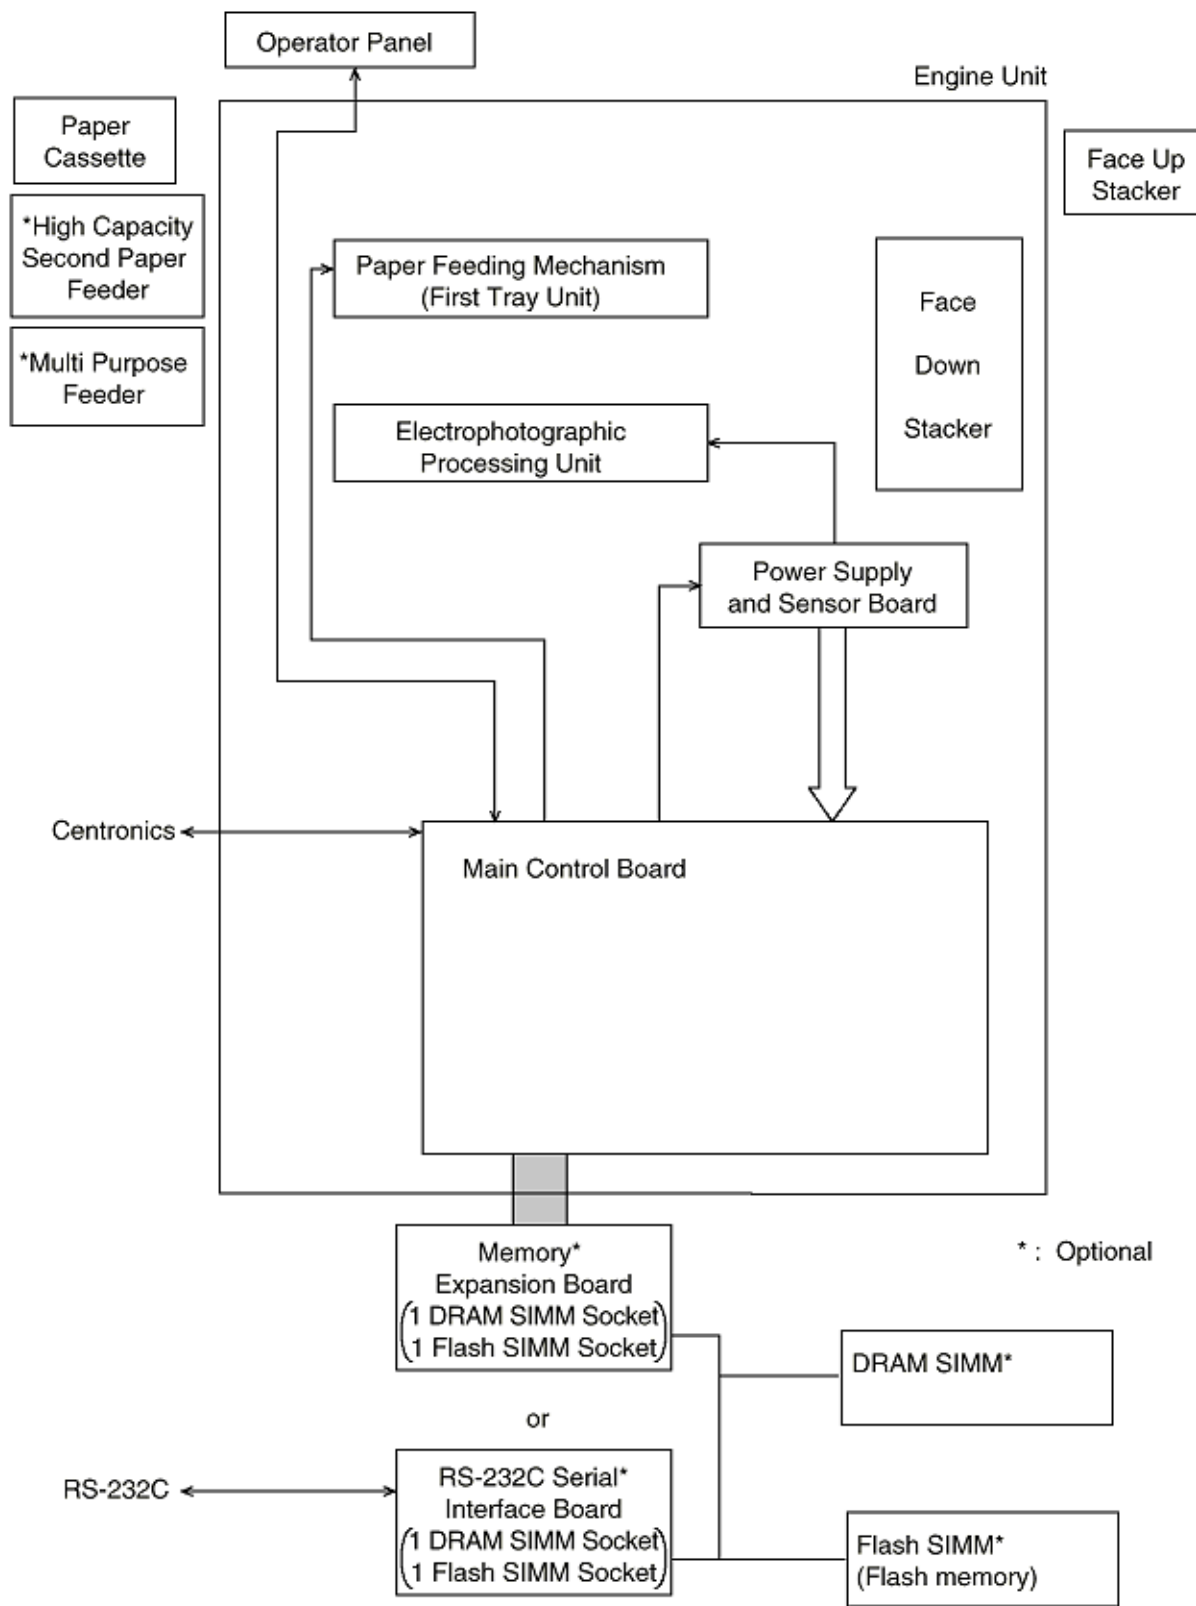 Operator Panel
Engine Unit
Paper
Cassette
Face Up
Stacker
*High Capacity
Second Paper
Feeder
Paper Feeding Mechanism
(First Tray Unit)
Face
Down
Stacker
*Multi Purpose
Feeder
Electrophotographic
Processing Unit
Power Supply
and Sensor Board
Centronics
Main Control Board
Memory*
Expansion Board
(1 DRAM SIMM Socket
1 Flash SIMM Socket)
* : Optional
DRAM SIMM*
or
RS-232C
RS-232C Serial*
Interface Board
(1 DRAM SIMM Socket
1 Flash SIMM Socket)
Flash SIMM*
(Flash memory)